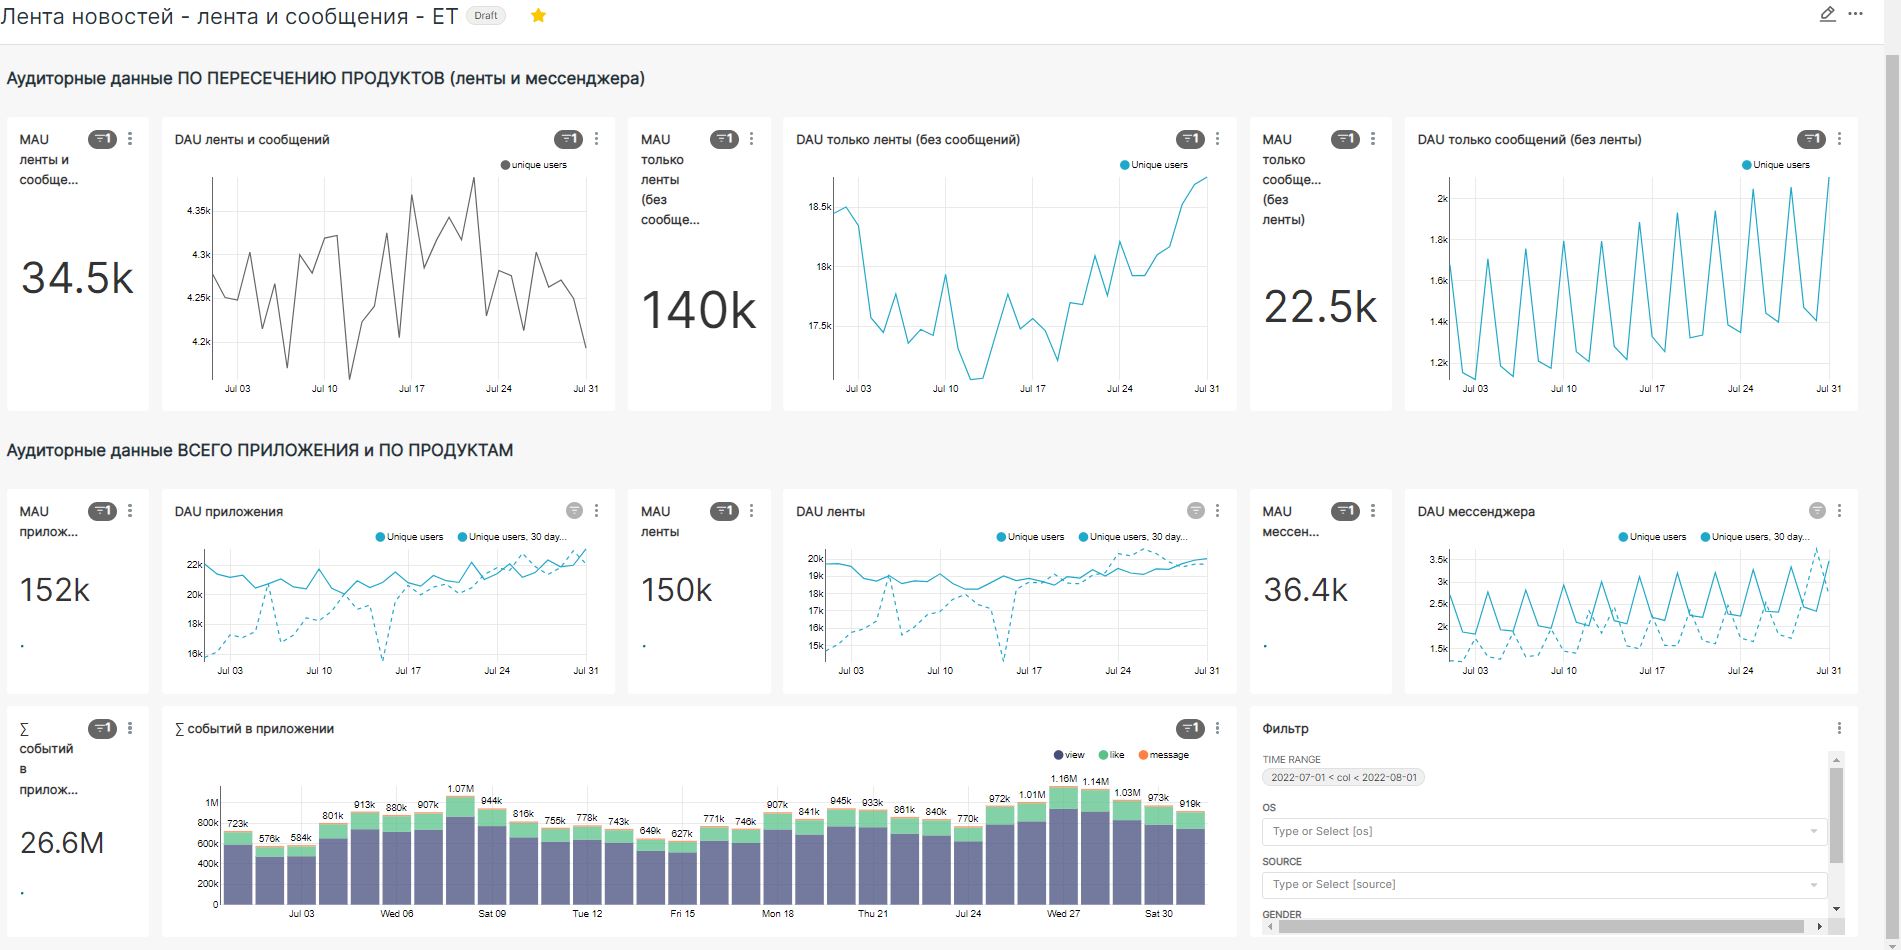 Лента новостей - лента и сообщения - ET
Draft
Аудиторные данные ПО ПЕРЕСЕЧЕНИЮ ПРОДУКТОВ (ленты и мессенджера)
MAU
ленты и
сообще...
1
34.5k
DAU ленты и сообщений
1
unique users
4.35k
4.3k
4.25k
4.2k
Jul 03 Jul 10 Jul 17 Jul 24 Jul 31
MAU
только
ленты
(без
сообще...
1
140k
DAU только ленты (без сообщений)
1
Unique users
18.5k
18k
17.5k
Jul 03 Jul 10 Jul 17 Jul 24 Jul 31
MAU
только
сообще...
(без
ленты)
1
22.5k
DAU только сообщений (без ленты)
1
Unique users
2k
1.8k
1.6k
1.4k
1.2k
Jul 03 Jul 10 Jul 17 Jul 24 Jul 31
Аудиторные данные ВСЕГО ПРИЛОЖЕНИЯ и ПО ПРОДУКТАМ
MAU
прилож...
1
152k
DAU приложения
Unique users Unique users, 30 day...
22k
20k
18k
16k
Jul 03 Jul 10 Jul 17 Jul 24 Jul 31
MAU
ленты
1
150k
DAU ленты
Unique users Unique users, 30 day...
20k
19k
18k
17k
16k
15k
Jul 03 Jul 10 Jul 17 Jul 24 Jul 31
MAU
мессен...
1
36.4k
DAU мессенджера
Unique users Unique users, 30 day...
3.5k
3k
2.5k
2k
1.5k
Jul 03 Jul 10 Jul 17 Jul 24 Jul 31
∑
событий
в
прилож...
1
26.6M
∑ событий в приложении
1
view like message
1M
800k
600k
400k
200k
0
723k 576k 584k 801k 913k 880k 907k 1.07M 944k 816k 755k 778k 743k 649k 627k 771k 746k 907k 841k 945k 933k 861k 840k 770k 972k 1.01M 1.16M 1.14M 1.03M 973k 919k
Jul 03 Wed 06 Sat 09 Tue 12 Fri 15 Mon 18 Thu 21 Jul 24 Wed 27 Sat 30
Фильтр
TIME RANGE
2022-07-01 < col < 2022-08-01
OS
Type or Select [os]
SOURCE
Type or Select [source]
GENDER